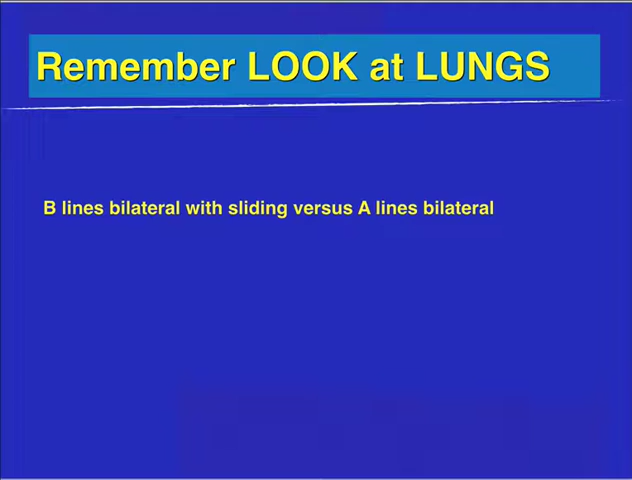 Remember LOOK at LUNGS
B lines bilateral with sliding versus A lines bilateral